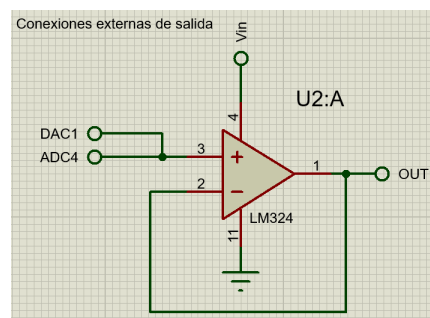 Conexiones externas de salida
Vin
U2:A
4
DAC1
ADC4
3
+
2
−
1
OUT
LM324
11